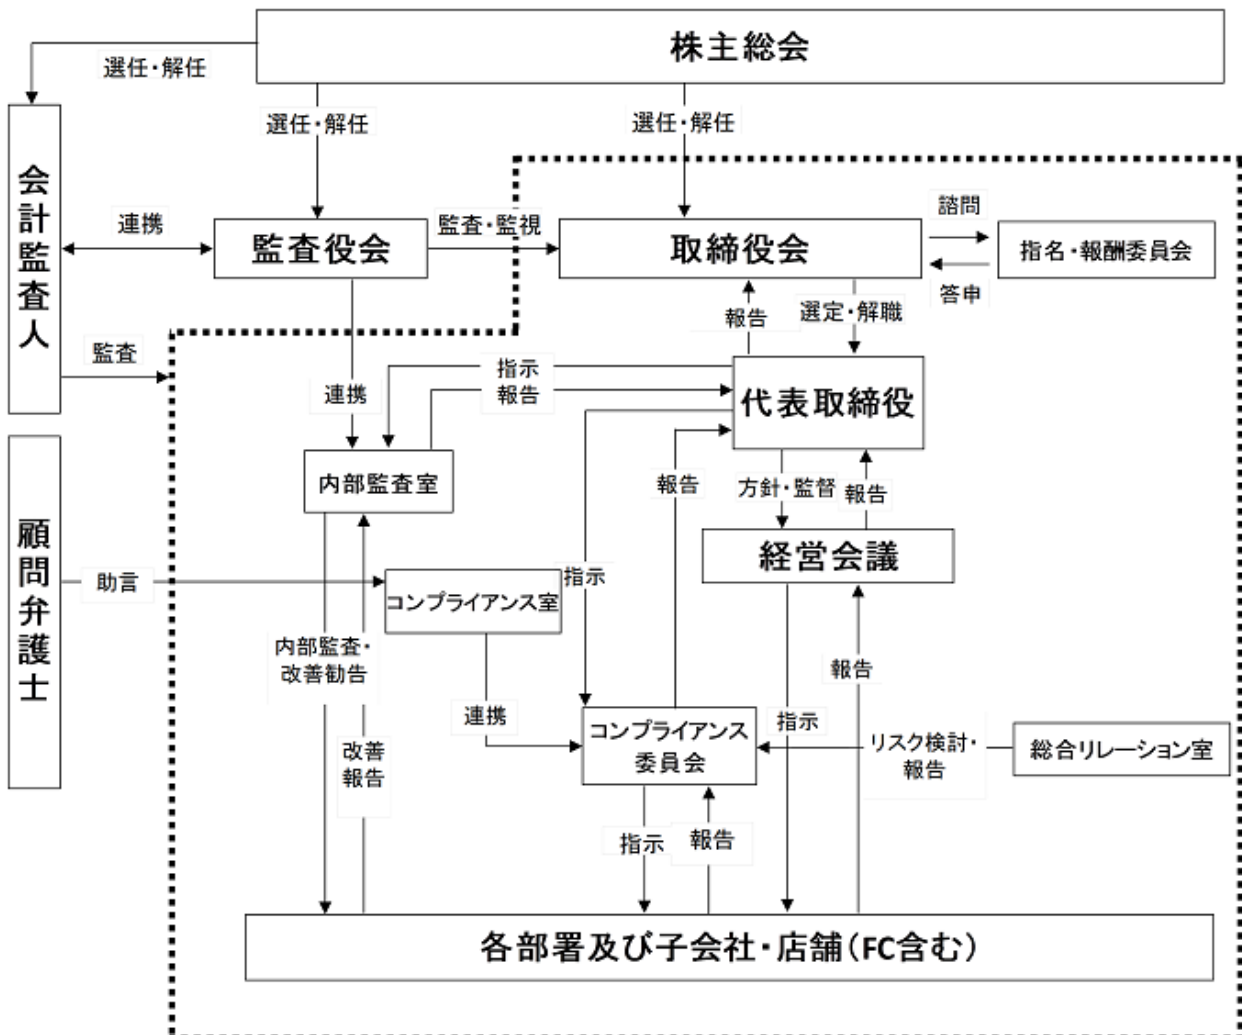 株主総会
選任・解任
選任・解任
選任・解任
会計監査人
連携
監査役会
監査・監視
取締役会
諮問
答申
指名・報酬委員会
報告
選定・解職
監査
指示
報告
代表取締役
連携
内部監査室
報告
方針・監督
報告
経営会議
顧問弁護士
助言
コンプライアンス室
指示
内部監査・
改善勧告
報告
連携
コンプライアンス
委員会
指示
リスク検討・
報告
総合リレーション室
改善
報告
指示
報告
各部署及び子会社・店舗（FC含む）